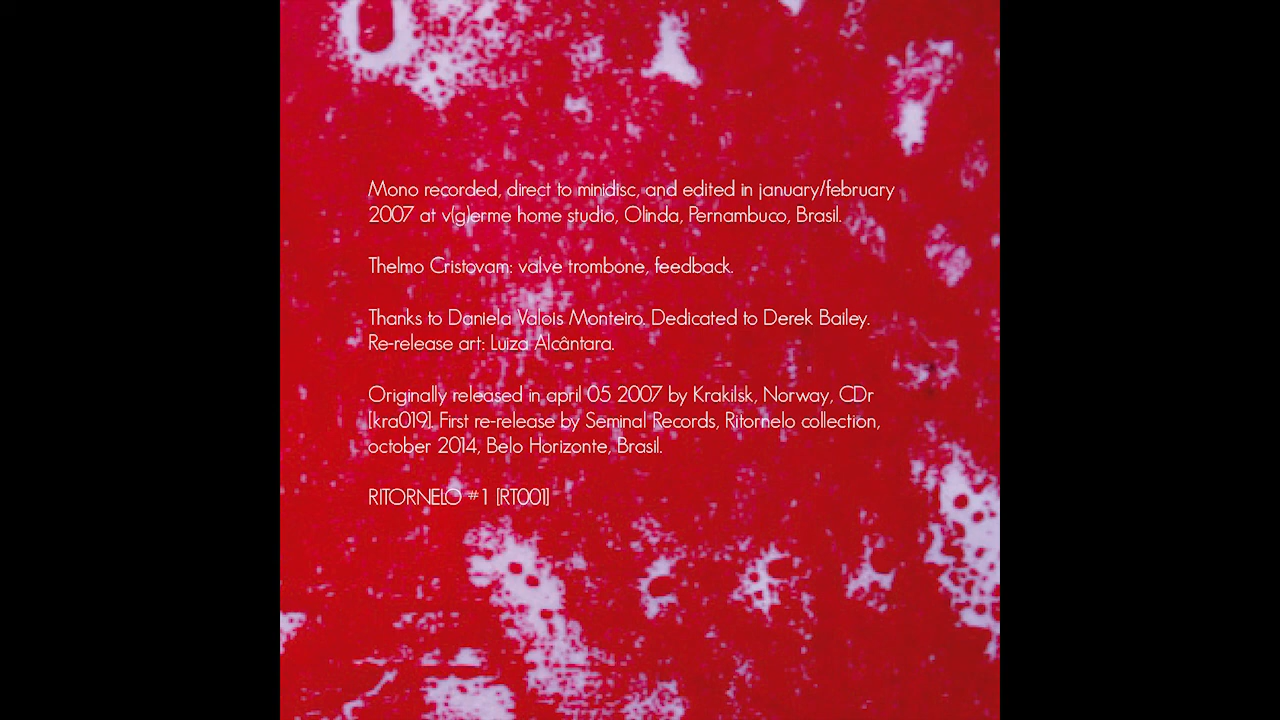 Mono recorded, direct to minidisc, and edited in january/february
2007 at v(g)erme home studio, Olinda, Pernambuco, Brasil.
Thelmo Cristovam: valve trombone, feedback.
Thanks to Daniela Valois Monteiro. Dedicated to Derek Bailey.
Re-release art: Luiza Alcântara.
Originally released in april 05 2007 by Krakilsk, Norway, CDr
[kra019]. First re-release by Seminal Records, Ritornelo collection,
october 2014, Belo Horizonte, Brasil.
RITORNELO #1 [RT001]